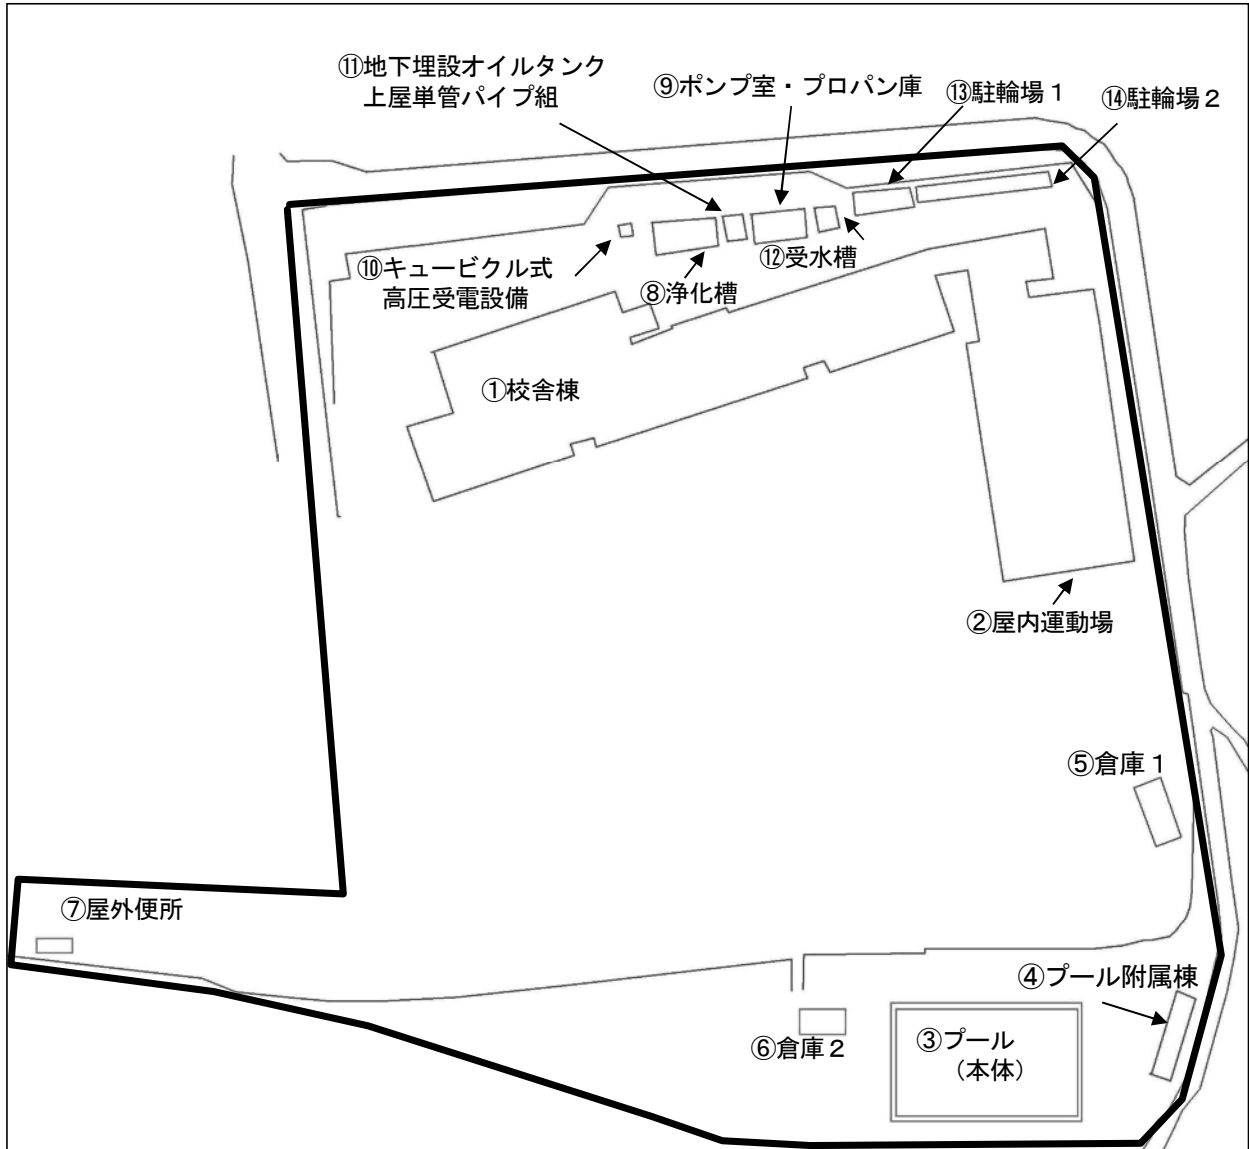 ⑪地下埋設オイルタンク
上屋単管パイプ組
⑨ポンプ室・プロパン庫
⑬駐輪場１
⑭駐輪場２
⑩キュービクル式
高圧受電設備
⑧浄化槽
⑫受水槽
①校舎棟
②屋内運動場
⑤倉庫１
⑦屋外便所
④プール附属棟
⑥倉庫２
③プール
（本体）